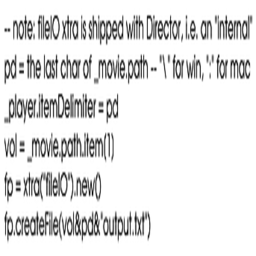 -- note: fileIO xtra is shipped with Director, i.e. an "internal"
pd = the last char of _movie.path -- "\" for win, ":" for mac
_player.itemDelimiter = pd
vol = _movie.path.item[1]
fp = xtra("fileIO").new()
fp.createFile(vol&pd&"output.txt")